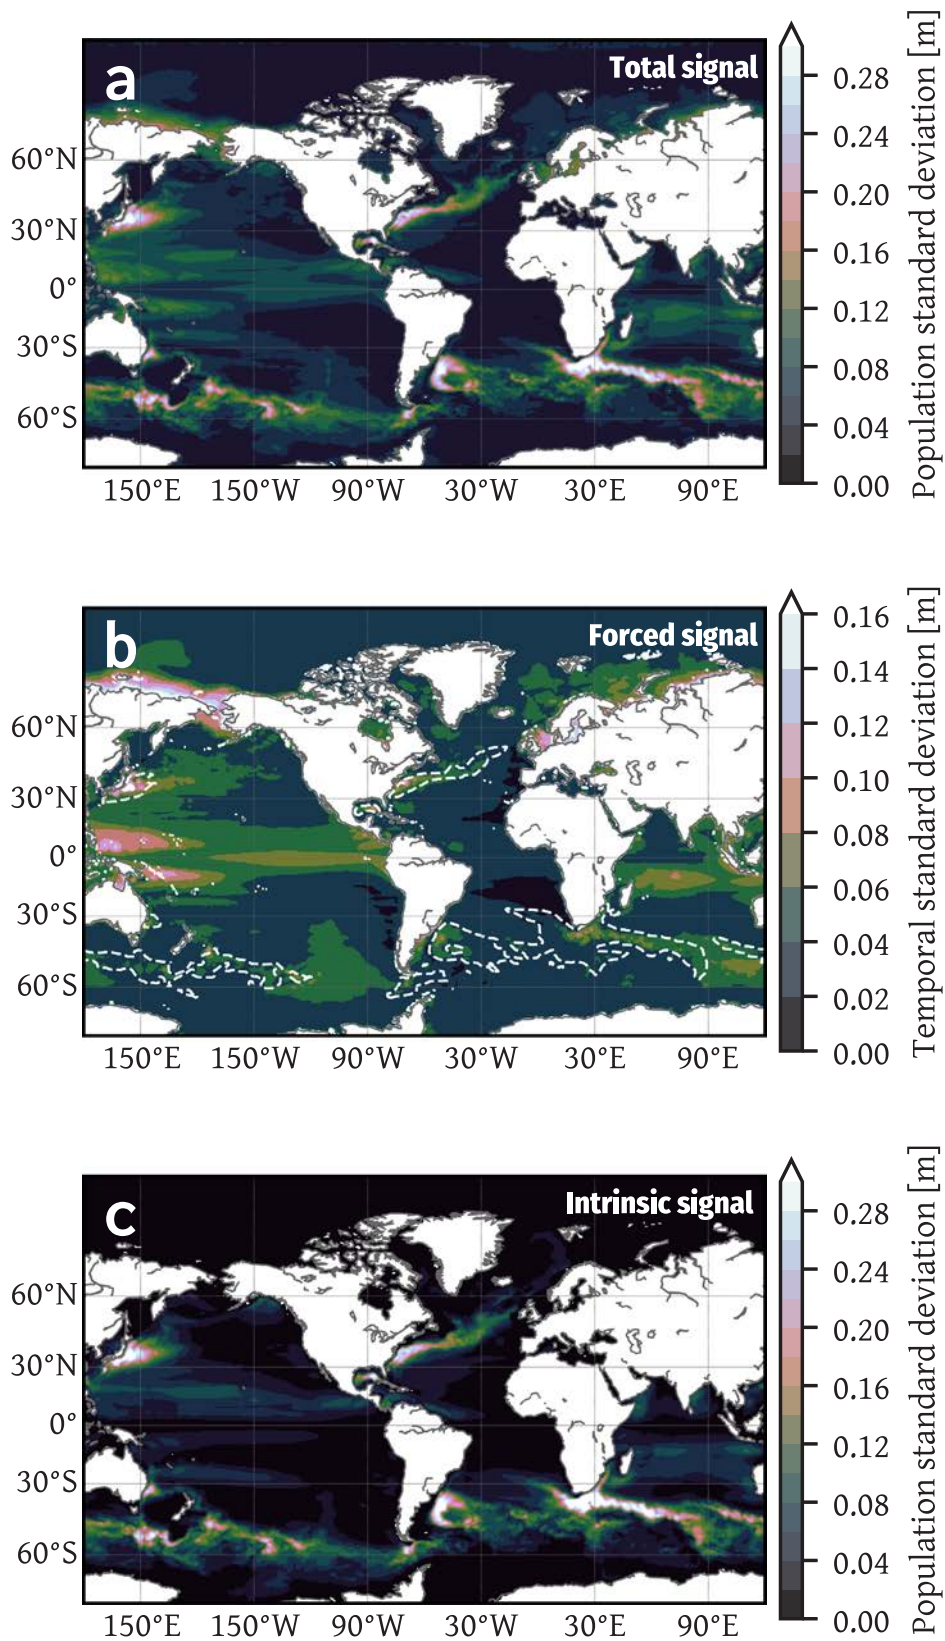 a
Total signal
60°N
30°N
0°
30°S
60°S
150°E 150°W 90°W 30°W 30°E 90°E
0.28
0.24
0.20
0.16
0.12
0.08
0.04
0.00
Population standard deviation [m]
b
Forced signal
60°N
30°N
0°
30°S
60°S
150°E 150°W 90°W 30°W 30°E 90°E
0.16
0.14
0.12
0.10
0.08
0.06
0.04
0.02
0.00
Temporal standard deviation [m]
c
Intrinsic signal
60°N
30°N
0°
30°S
60°S
150°E 150°W 90°W 30°W 30°E 90°E
0.28
0.24
0.20
0.16
0.12
0.08
0.04
0.00
Population standard deviation [m]